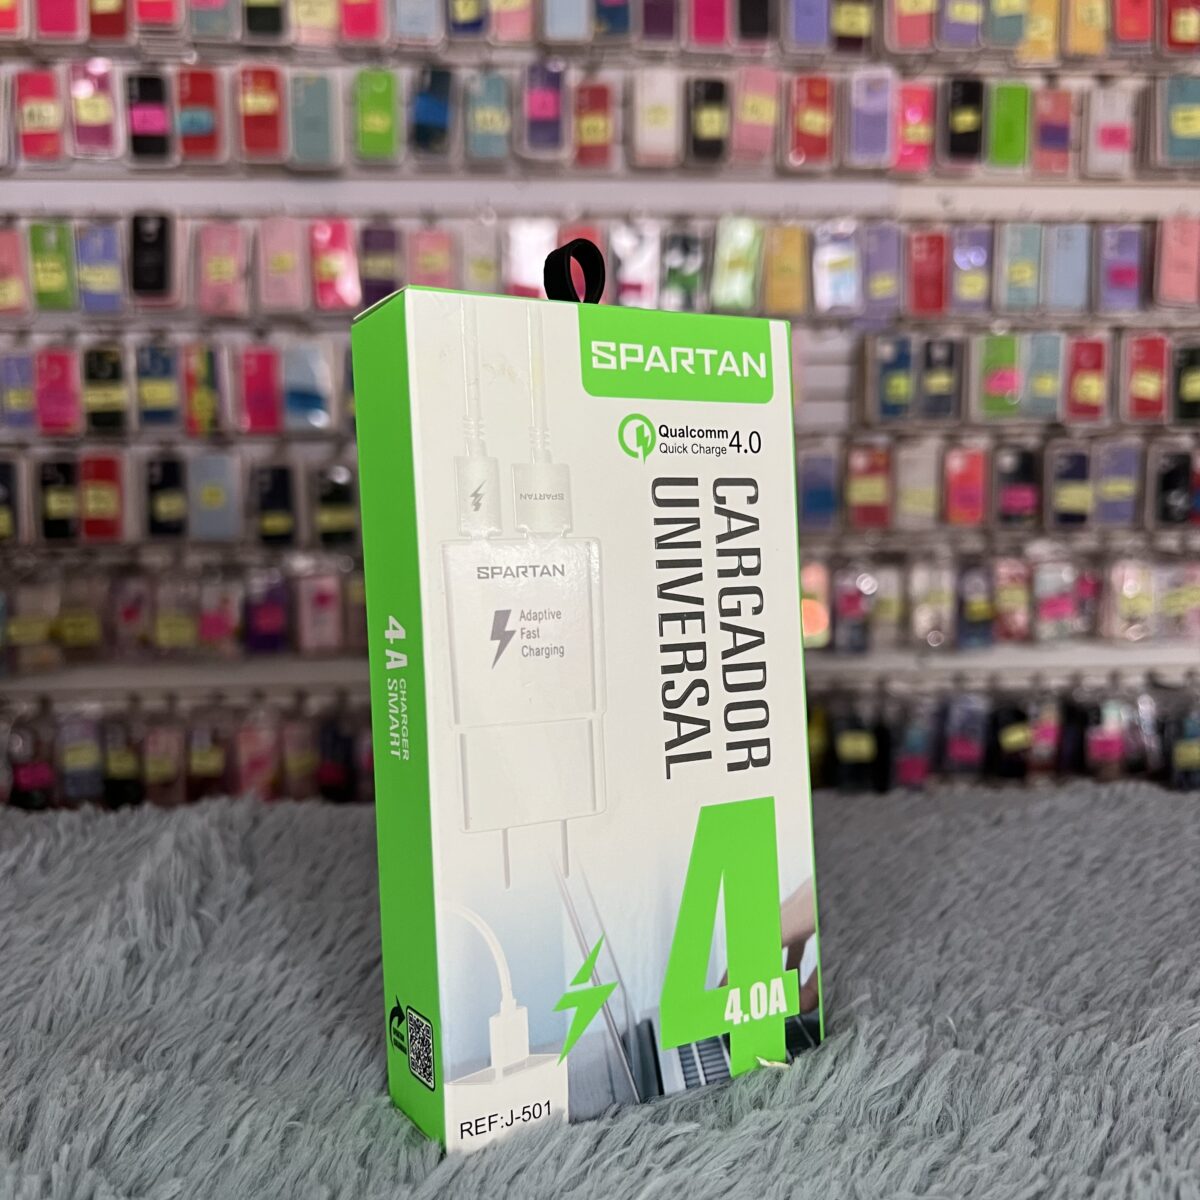 SPARTAN
Qualcomm
Quick Charge 4.0
CARGADOR
UNIVERSAL
SPARTAN
SPARTAN
Adaptive
Fast
Charging
4
4.0A
REF:J-501
4 A CHARGER
SMART